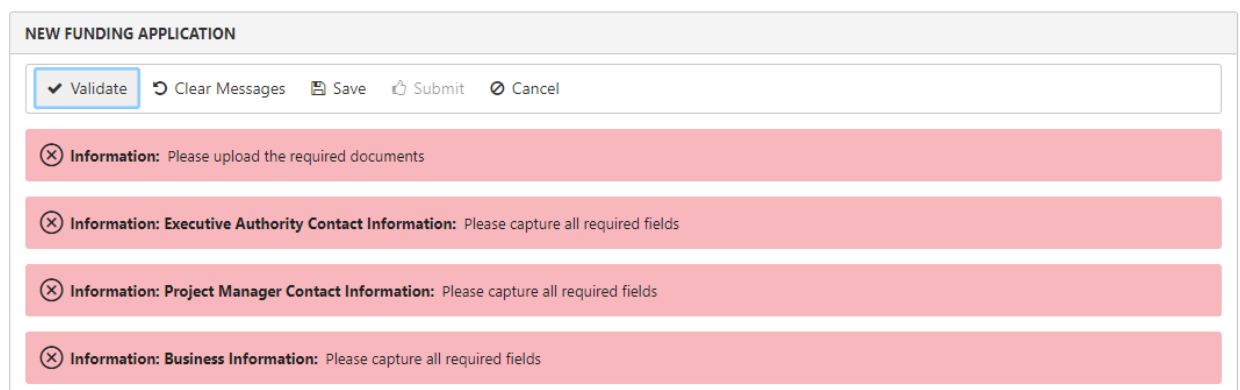 NEW FUNDING APPLICATION
Validate Clear Messages Save Submit Cancel
Information: Please upload the required documents
Information: Executive Authority Contact Information: Please capture all required fields
Information: Project Manager Contact Information: Please capture all required fields
Information: Business Information: Please capture all required fields